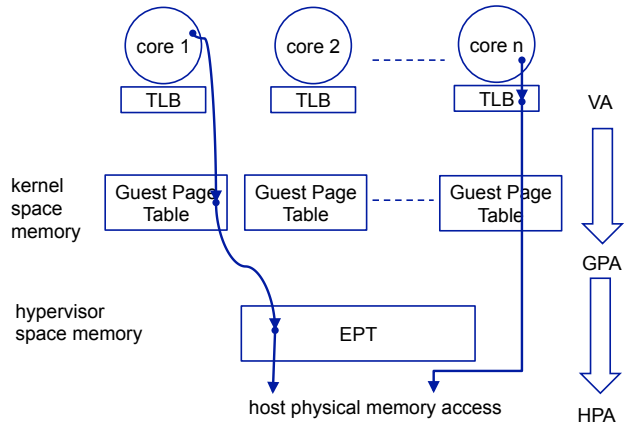 core 1
core 2
core n
TLB
TLB
TLB
VA
kernel
space
memory
Guest Page
Table
Guest Page
Table
Guest Page
Table
GPA
hypervisor
space memory
EPT
host physical memory access
HPA